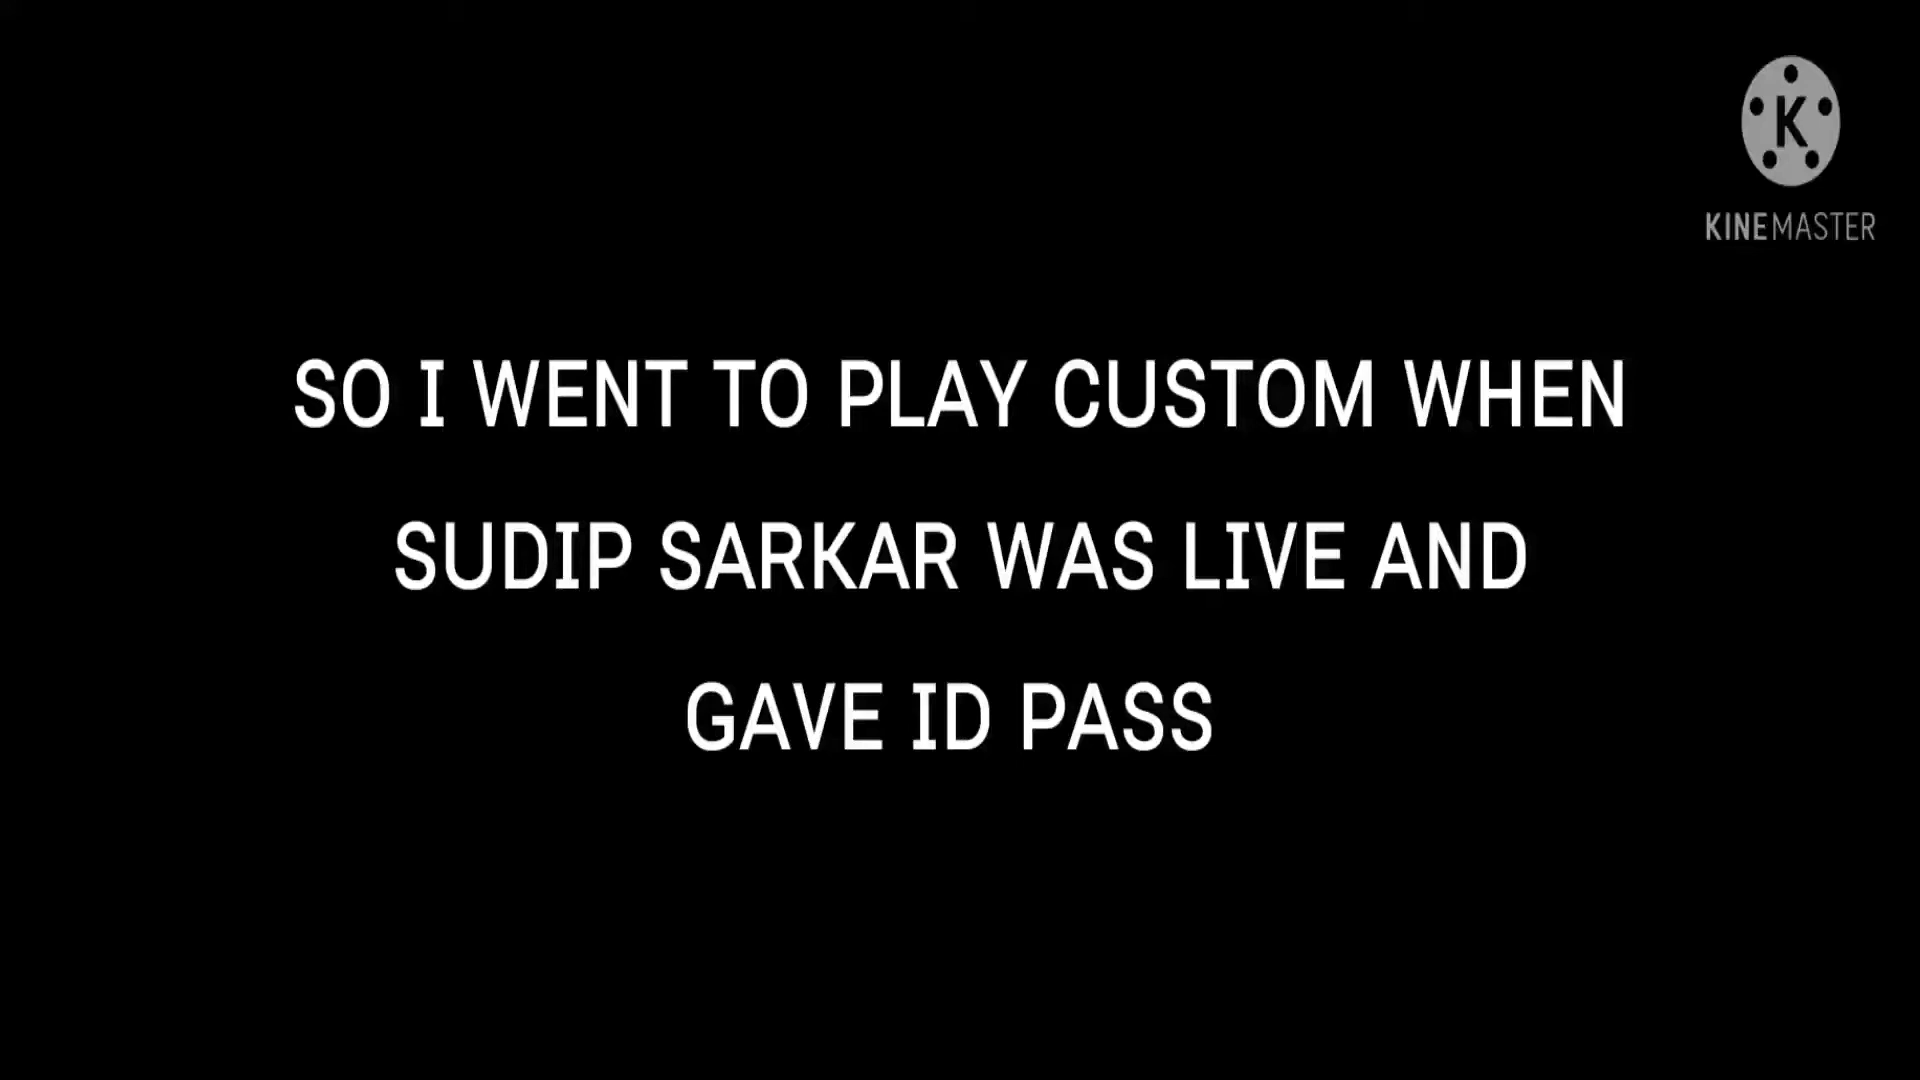 K
KINEMASTER
SO I WENT TO PLAY CUSTOM WHEN
SUDIP SARKAR WAS LIVE AND
GAVE ID PASS